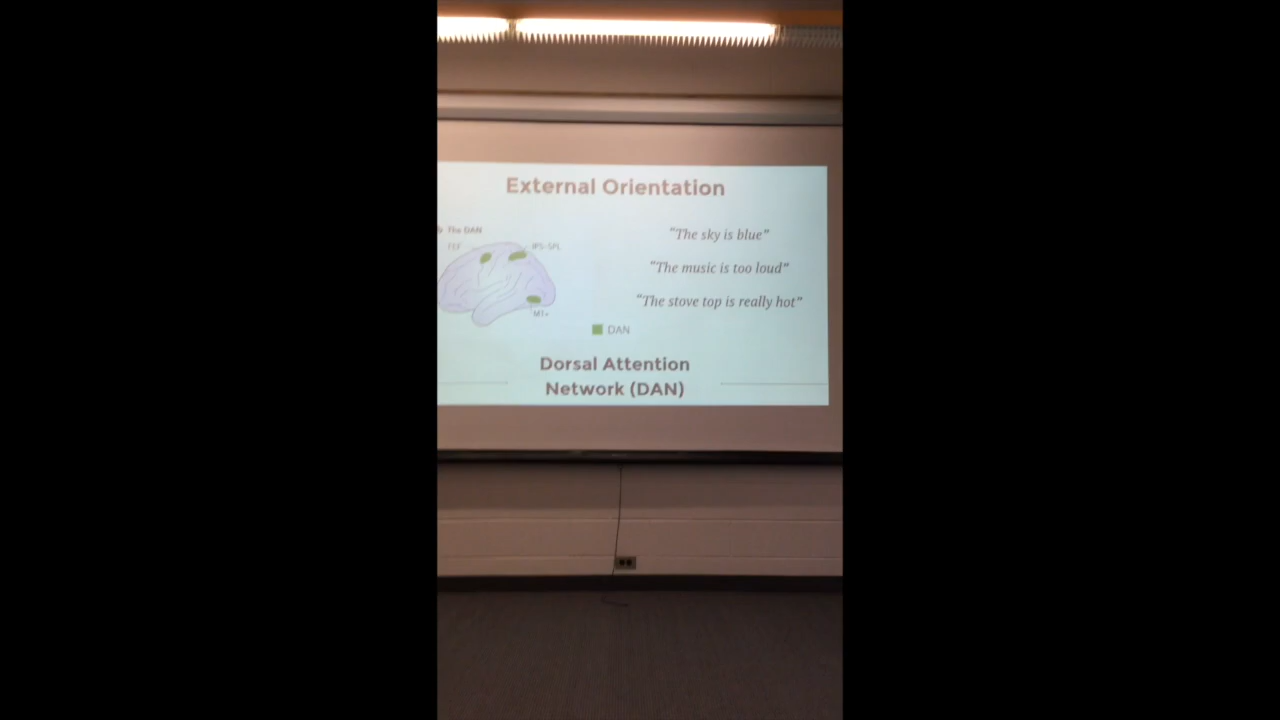 External Orientation
b The DAN
FEF
IPS-SPL
MT+
DAN
"The sky is blue"
"The music is too loud"
"The stove top is really hot"
Dorsal Attention
Network (DAN)